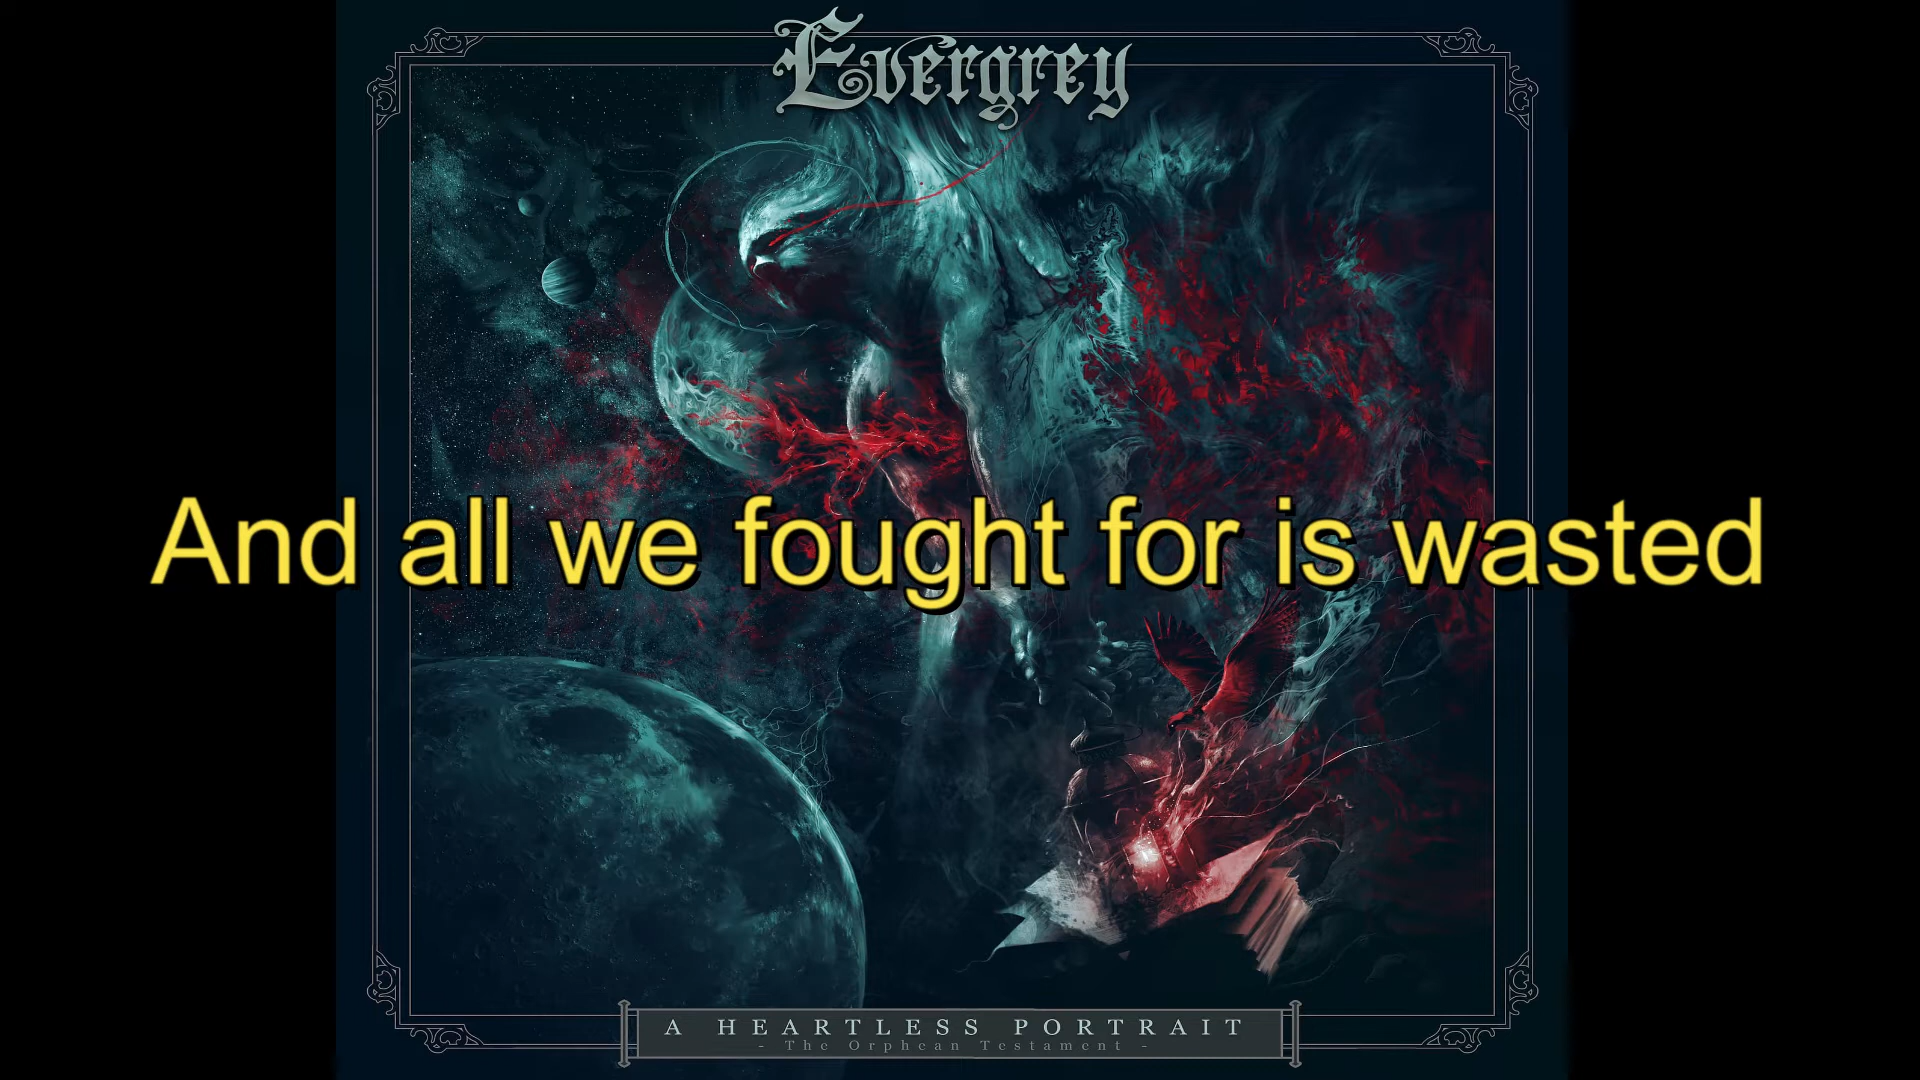 Evergrey
And all we fought for is wasted
A HEARTLESS PORTRAIT
- The Orphean Testament -